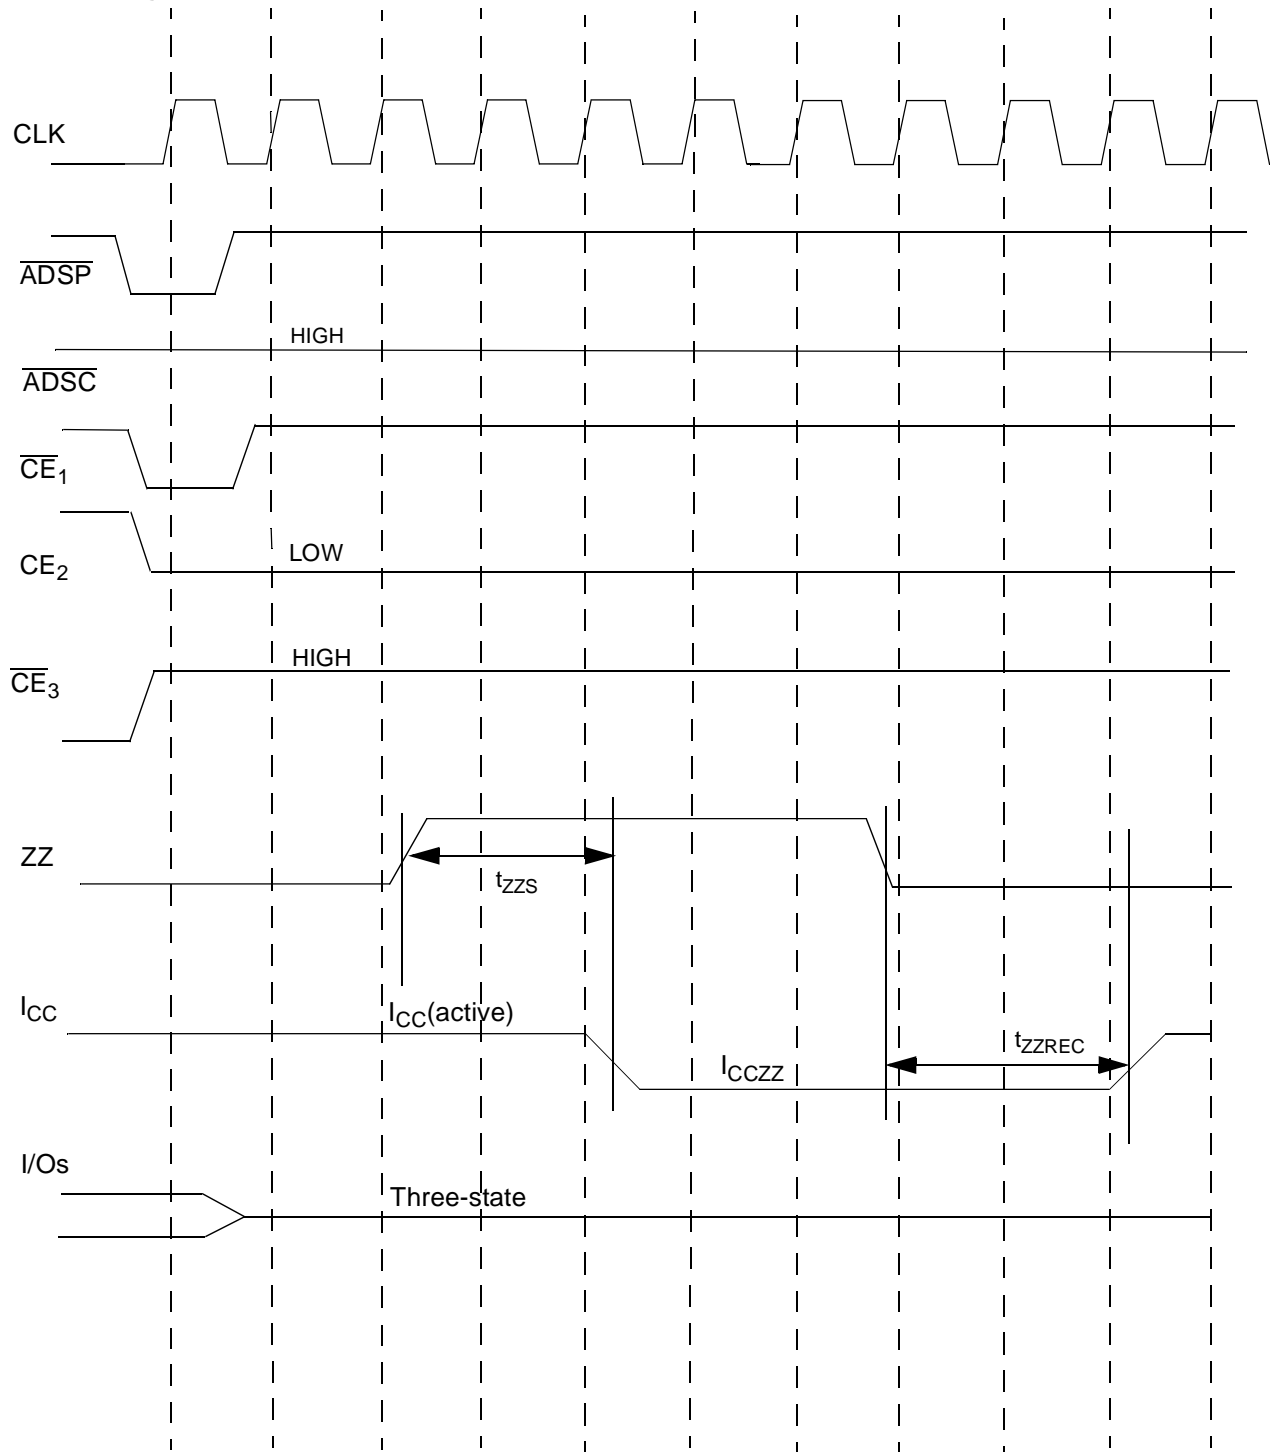 CLK
ADSP
HIGH
ADSC
CE1
LOW
CE2
HIGH
CE3
ZZ
tZZS
ICC
ICC(active)
tZZREC
ICCZZ
I/Os
Three-state